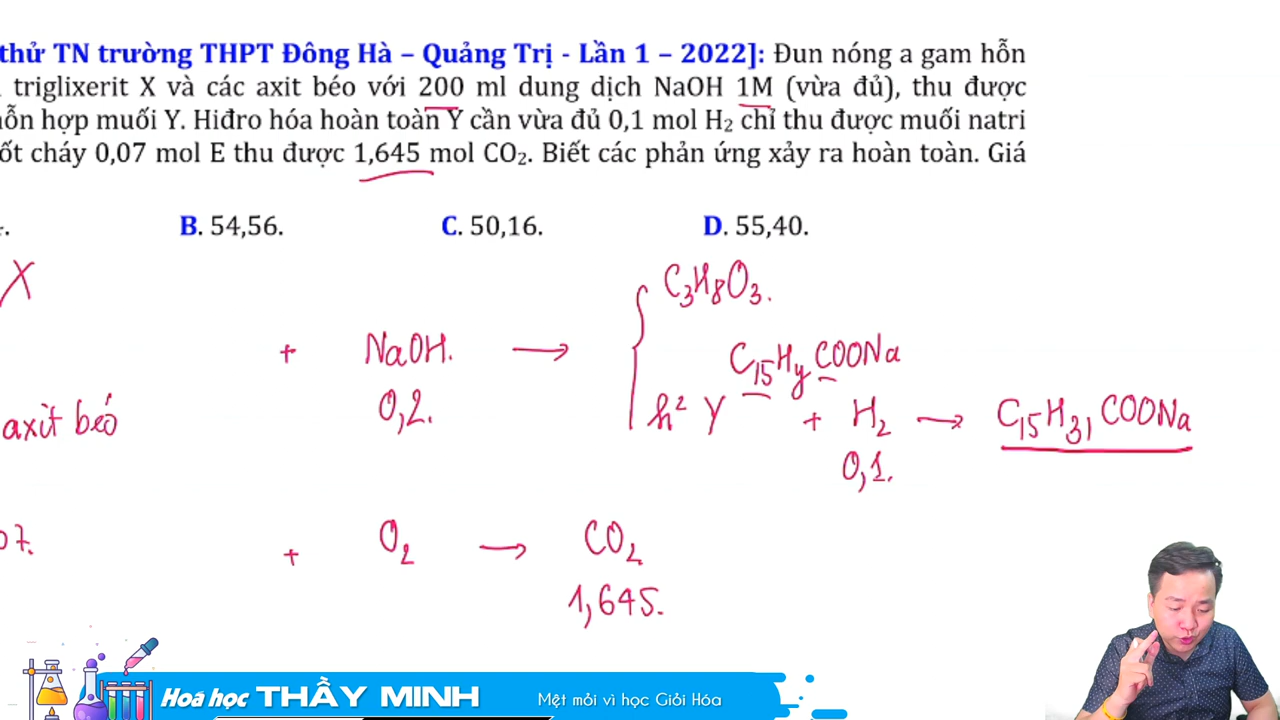 thử TN trường THPT Đông Hà – Quảng Trị - Lần 1 – 2022]: Đun nóng a gam hỗn
triglixerit X và các axit béo với 200 ml dung dịch NaOH 1M (vừa đủ), thu được
hỗn hợp muối Y. Hiđro hóa hoàn toàn Y cần vừa đủ 0,1 mol H₂ chỉ thu được muối natri
ốt cháy 0,07 mol E thu được 1,645 mol CO₂. Biết các phản ứng xảy ra hoàn toàn. Giá
B. 54,56. C. 50,16. D. 55,40.
X
C₃H₈O₃.
+ NaOH. → C₁₅HyCOONa
0,2.
axit béo
h² Y + H₂ → C₁₅H₃₁COONa
0,1.
07. + O₂ → CO₂
1,645.
Hoá học THẦY MINH Mệt mỏi vì học Giỏi Hóa